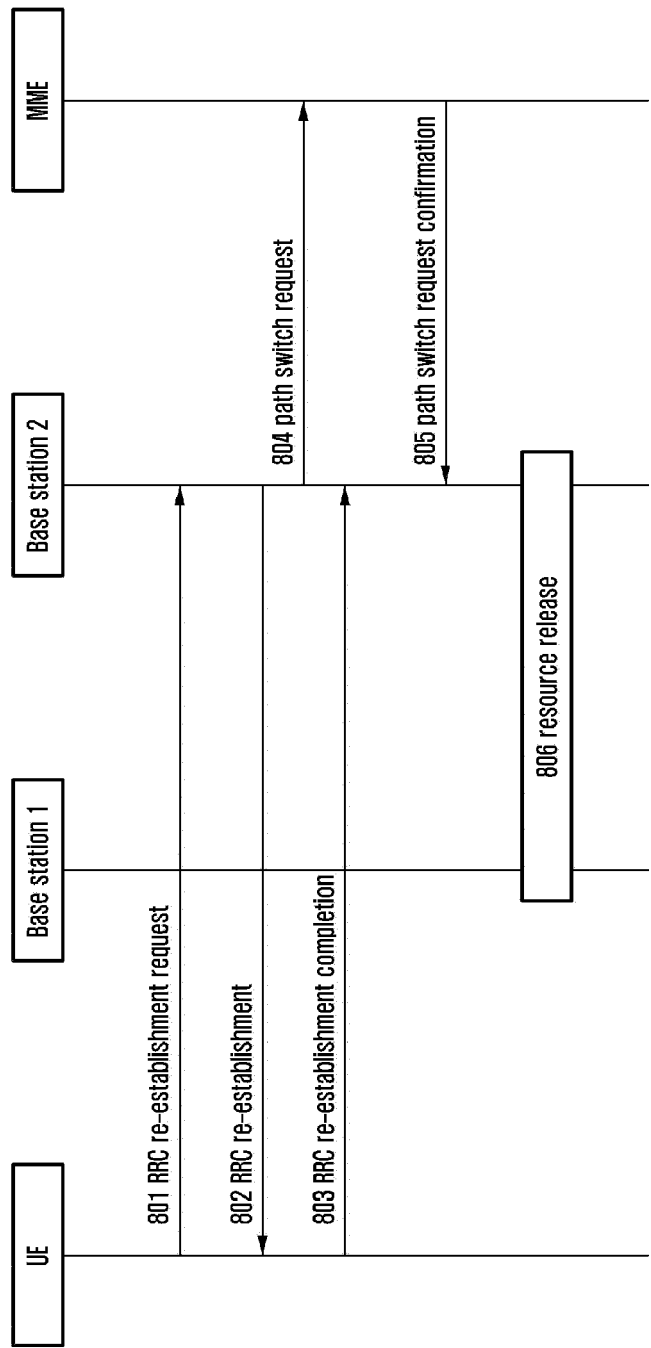 UE
Base station 1
Base station 2
MME
801 RRC re-establishment request
802 RRC re-establishment
804 path switch request
803 RRC re-establishment completion
805 path switch request confirmation
806 resource release